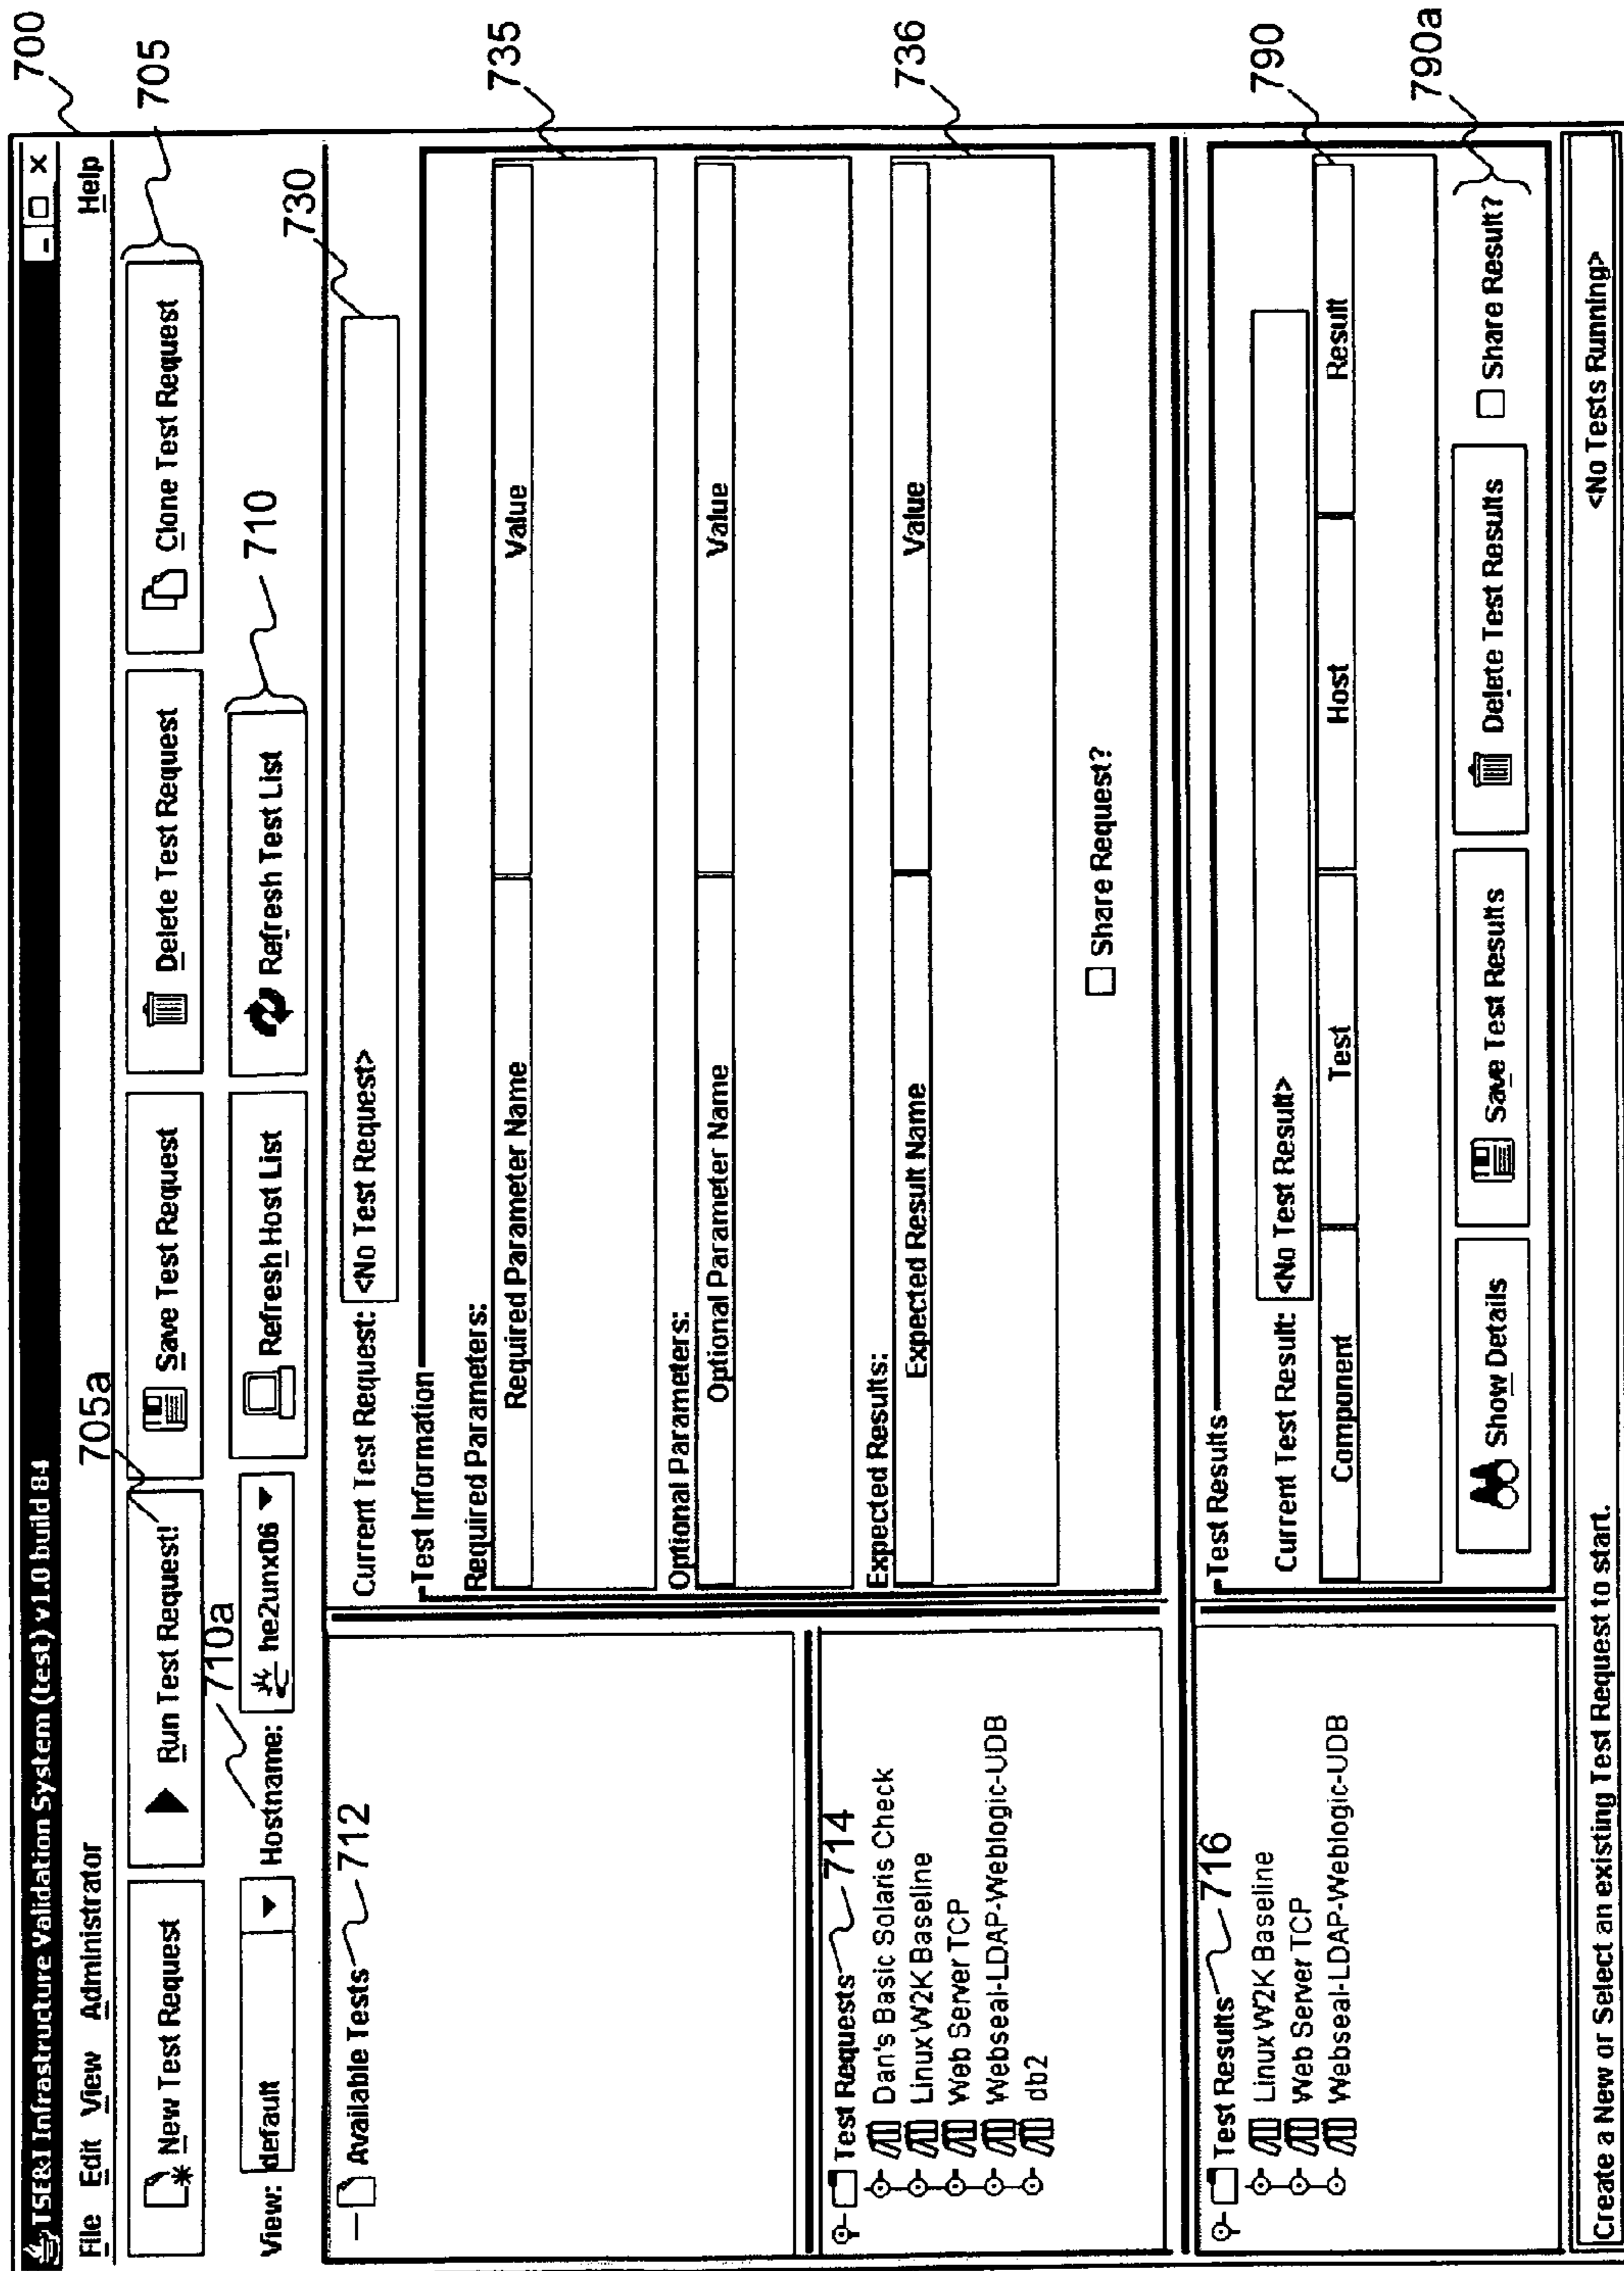 700
TSE&I Infrastructure Validation System (test) v1.0 build 84
File Edit View Administrator Help
705a
705
New Test Request Run Test Request! Save Test Request Delete Test Request Clone Test Request
710a
710
View: default Hostname: he2unx06 Refresh Host List Refresh Test List
730
Available Tests 712
Current Test Request: <No Test Request>
Test Information
735
Required Parameters:
Required Parameter Name Value
Optional Parameters:
Optional Parameter Name Value
736
Expected Results:
Expected Result Name Value
Share Request?
Test Requests 714
Dan's Basic Solaris Check
Linux W2K Baseline
Web Server TCP
Webseal-LDAP-Weblogic-UDB
db2
Test Results 716
Linux W2K Baseline
Web Server TCP
Webseal-LDAP-Weblogic-UDB
Test Results
790
Current Test Result: <No Test Result>
Component Test Host Result
790a
Show Details Save Test Results Delete Test Results Share Result?
Create a New or Select an existing Test Request to start. <No Tests Running>